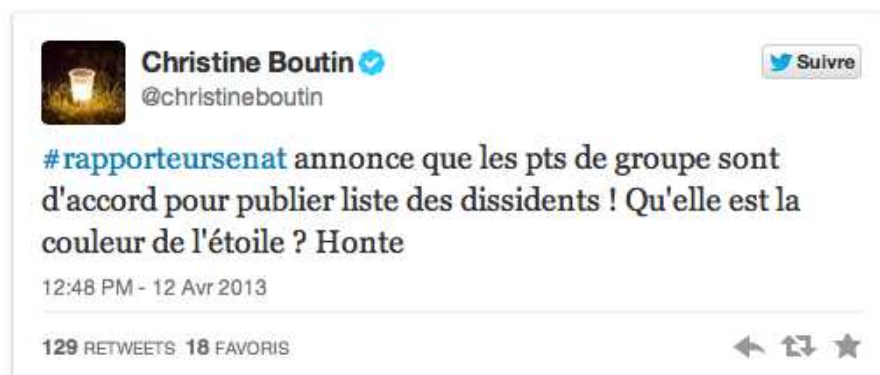 Christine Boutin
Suivre
@christineboutin
#rapporteursenat annonce que les pts de groupe sont
d'accord pour publier liste des dissidents ! Qu'elle est la
couleur de l'étoile ? Honte
12:48 PM - 12 Avr 2013
129 RETWEETS 18 FAVORIS